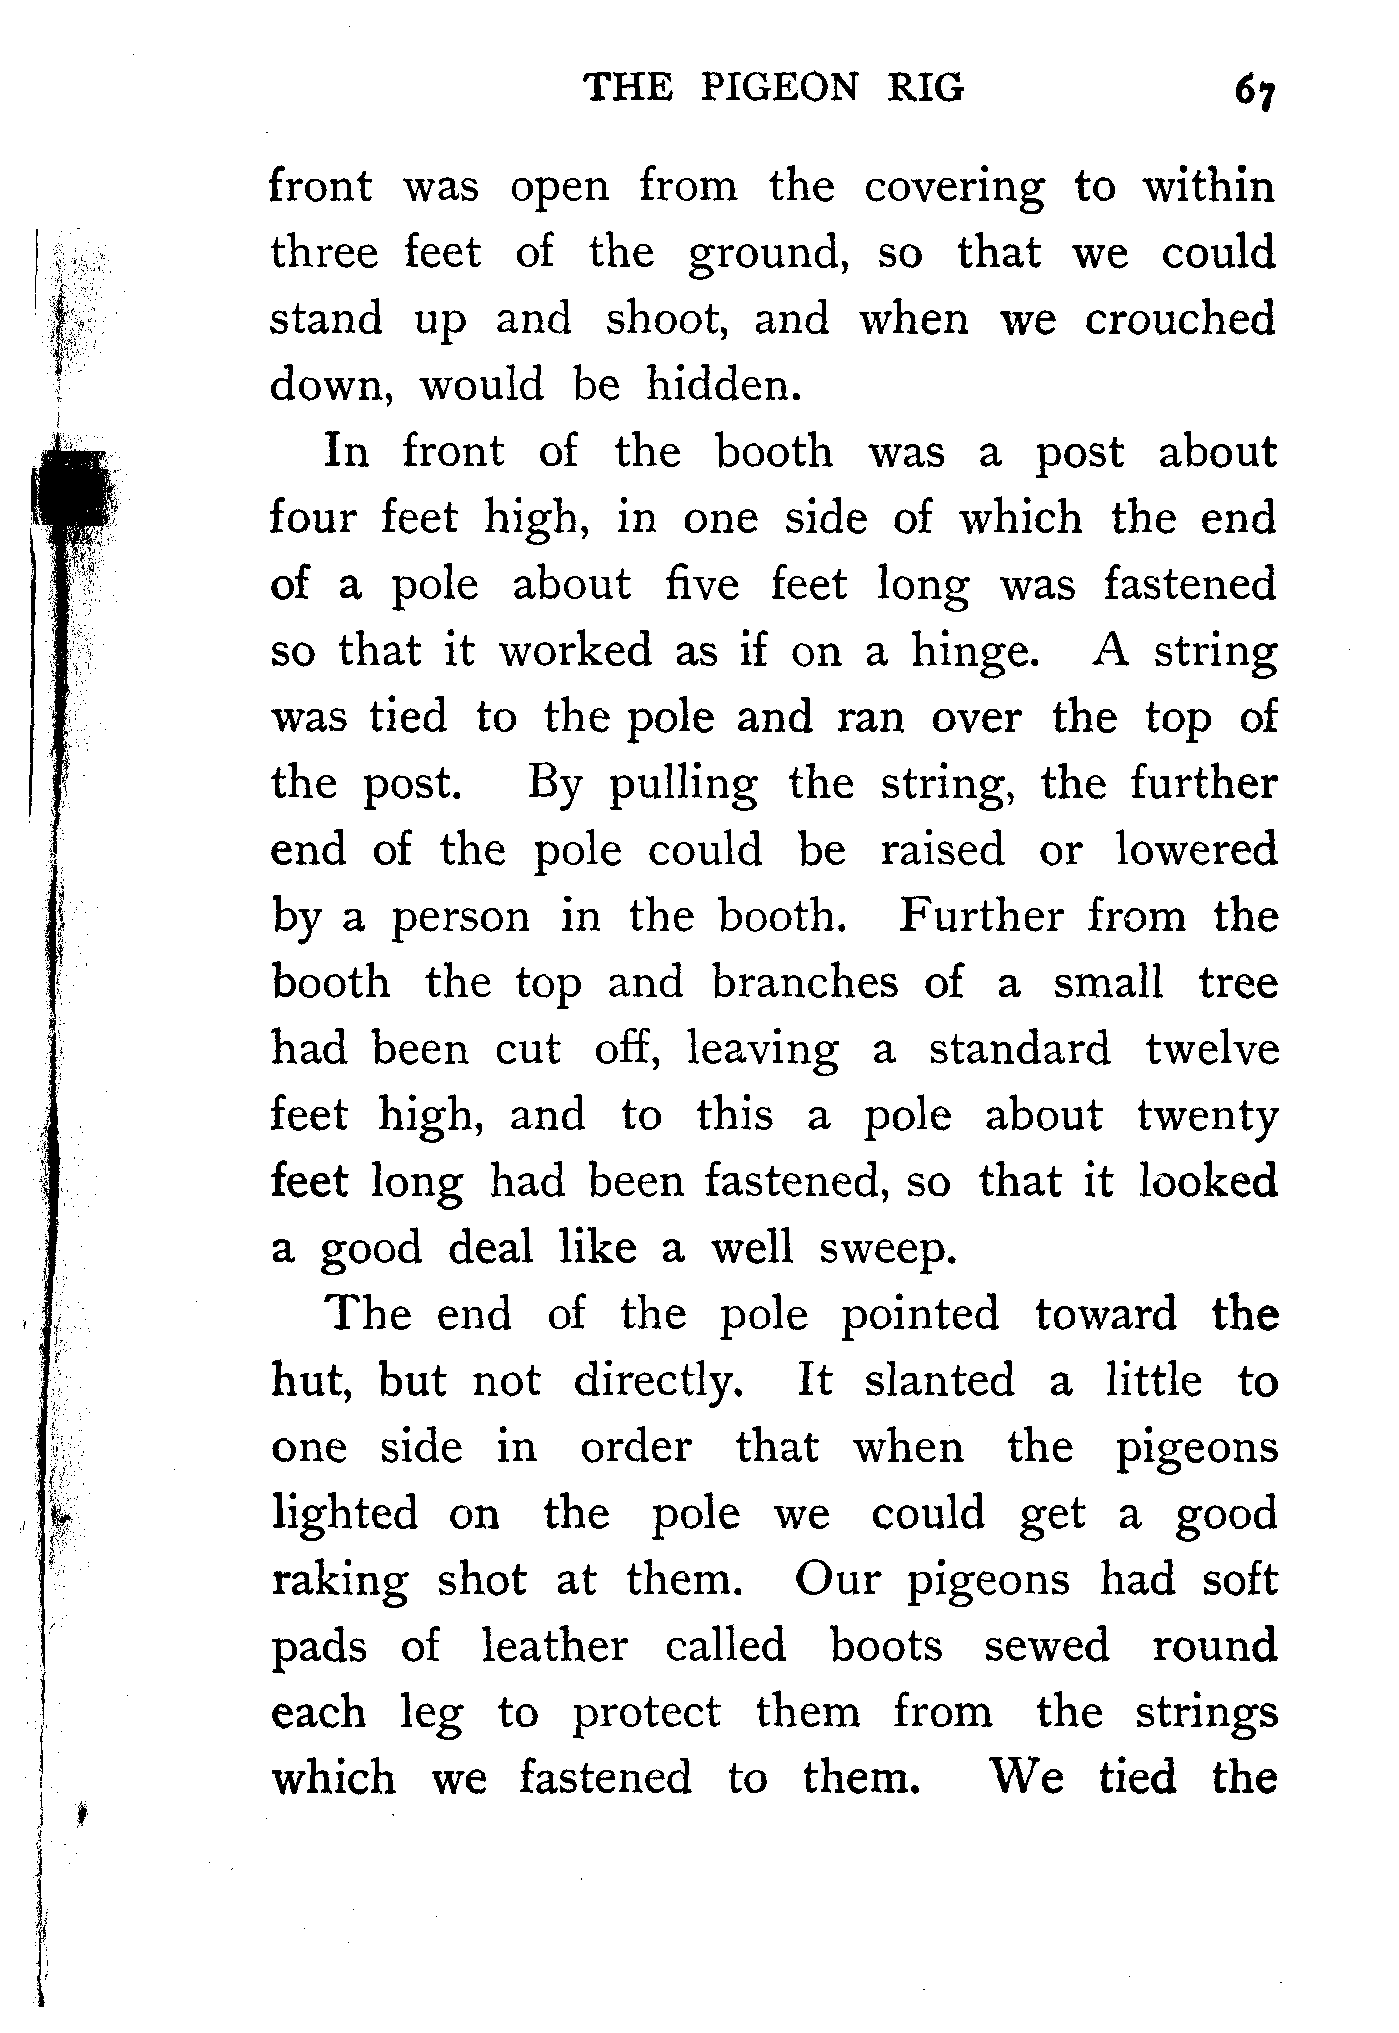 THE PIGEON RIG 67
front was open from the covering to within
three feet of the ground, so that we could
stand up and shoot, and when we crouched
down, would be hidden.
In front of the booth was a post about
four feet high, in one side of which the end
of a pole about five feet long was fastened
so that it worked as if on a hinge. A string
was tied to the pole and ran over the top of
the post. By pulling the string, the further
end of the pole could be raised or lowered
by a person in the booth. Further from the
booth the top and branches of a small tree
had been cut off, leaving a standard twelve
feet high, and to this a pole about twenty
feet long had been fastened, so that it looked
a good deal like a well sweep.
The end of the pole pointed toward the
hut, but not directly. It slanted a little to
one side in order that when the pigeons
lighted on the pole we could get a good
raking shot at them. Our pigeons had soft
pads of leather called boots sewed round
each leg to protect them from the strings
which we fastened to them. We tied the